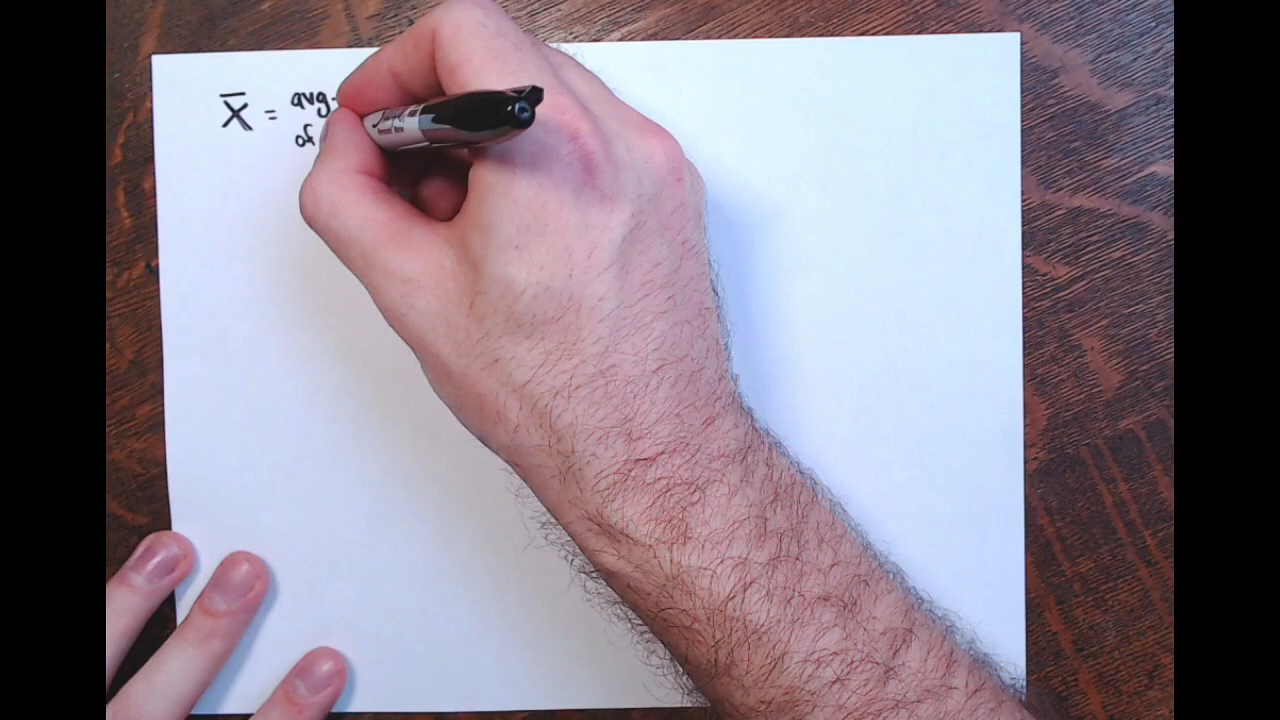 X̄ = avg.
of